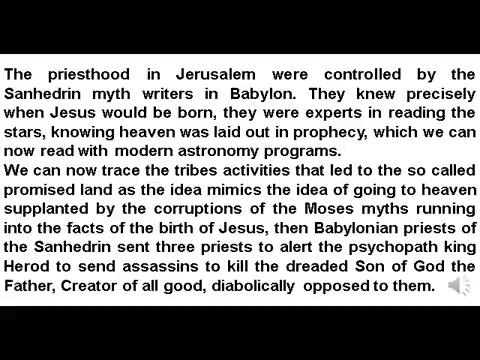 The priesthood in Jerusalem were controlled by the
Sanhedrin myth writers in Babylon. They knew precisely
when Jesus would be born, they were experts in reading the
stars, knowing heaven was laid out in prophecy, which we can
now read with modern astronomy programs.
We can now trace the tribes activities that led to the so called
promised land as the idea mimics the idea of going to heaven
supplanted by the corruptions of the Moses myths running
into the facts of the birth of Jesus, then Babylonian priests of
the Sanhedrin sent three priests to alert the psychopath king
Herod to send assassins to kill the dreaded Son of God the
Father, Creator of all good, diabolically opposed to them.